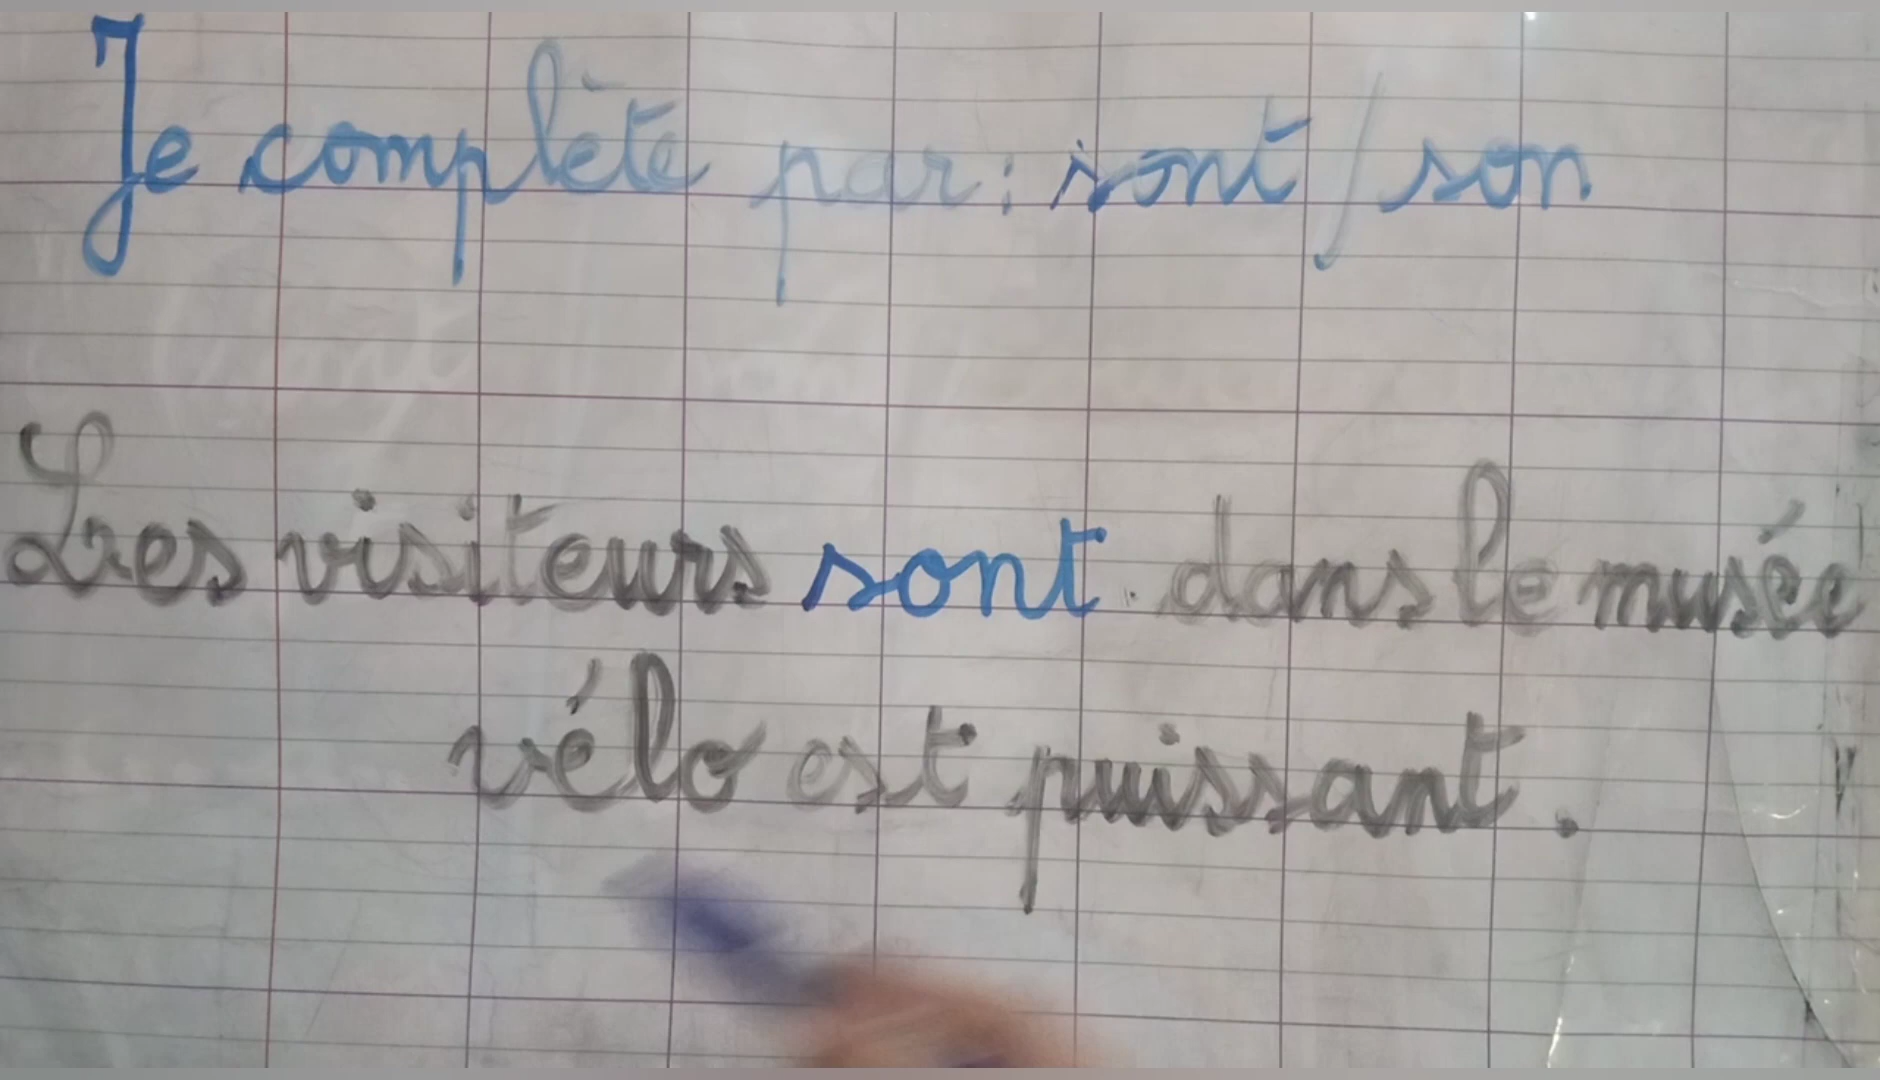 Je complète par : sont / son
Les visiteurs sont. dans le musée
vélo est puissant.